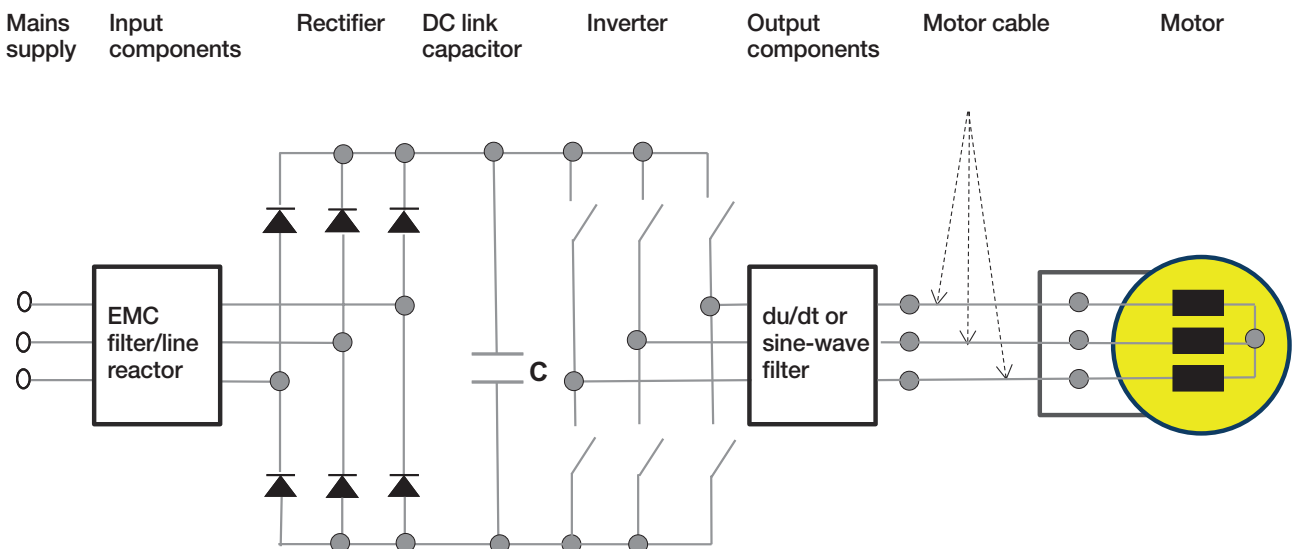 Mains
supply
Input
components
Rectifier
DC link
capacitor
Inverter
Output
components
Motor cable
Motor
EMC
filter/line
reactor
C
du/dt or
sine-wave
filter